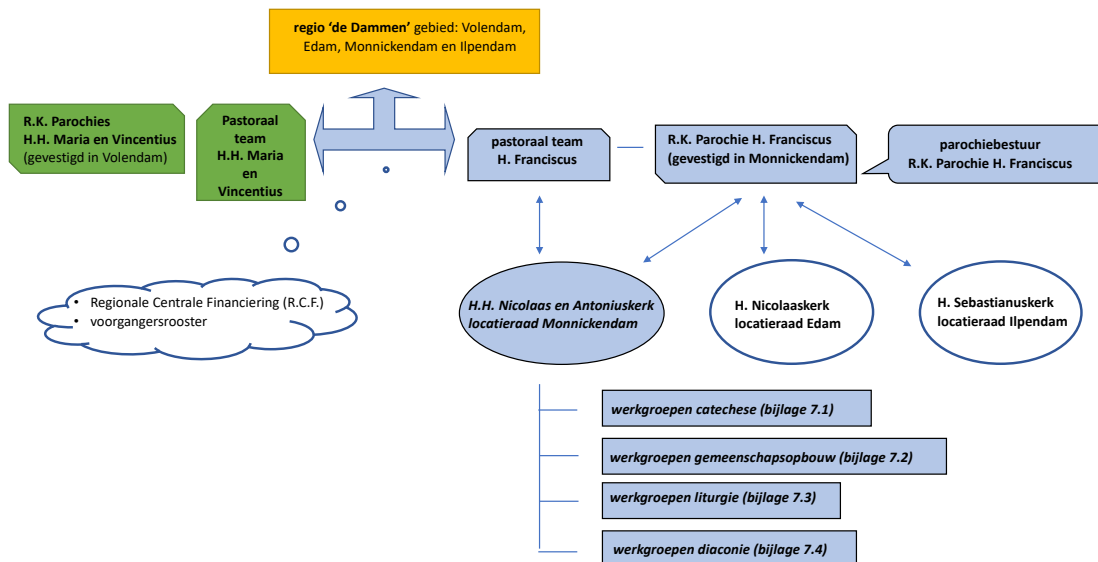 regio ‘de Dammen’ gebied: Volendam,
Edam, Monnickendam en Ilpendam
R.K. Parochies
H.H. Maria en Vincentius
(gevestigd in Volendam)
Pastoraal
team
H.H. Maria
en
Vincentius
pastoraal team
H. Franciscus
R.K. Parochie H. Franciscus
(gevestigd in Monnickendam)
parochiebestuur
R.K. Parochie H. Franciscus
• Regionale Centrale Financiering (R.C.F.)
• voorgangersrooster
H.H. Nicolaas en Antoniuskerk
locatieraad Monnickendam
H. Nicolaaskerk
locatieraad Edam
H. Sebastianuskerk
locatieraad Ilpendam
werkgroepen catechese (bijlage 7.1)
werkgroepen gemeenschapsopbouw (bijlage 7.2)
werkgroepen liturgie (bijlage 7.3)
werkgroepen diaconie (bijlage 7.4)